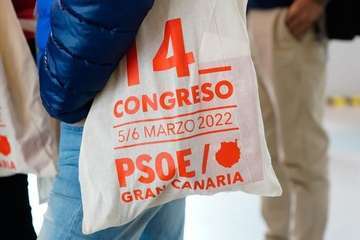 14
CONGRESO
5/6 MARZO 2022
PSOE/
GRAN CANARIA